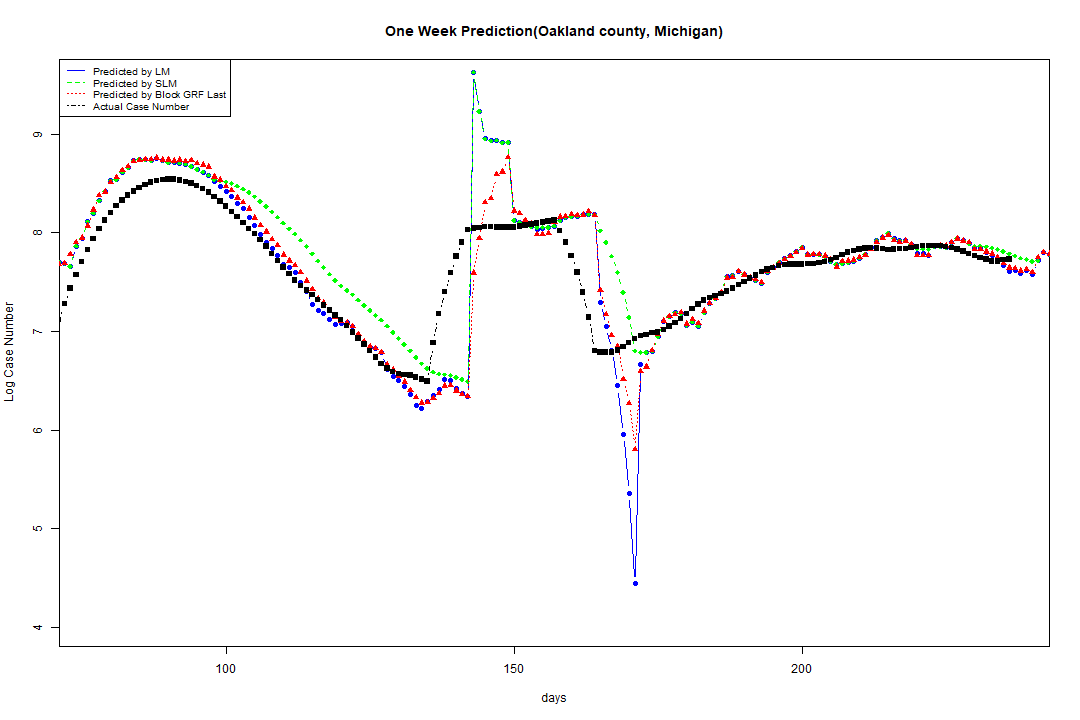 One Week Prediction(Oakland county, Michigan)
Predicted by LM
Predicted by SLM
Predicted by Block GRF Last
Actual Case Number
Log Case Number
9
8
7
6
5
4
100 150 200
days